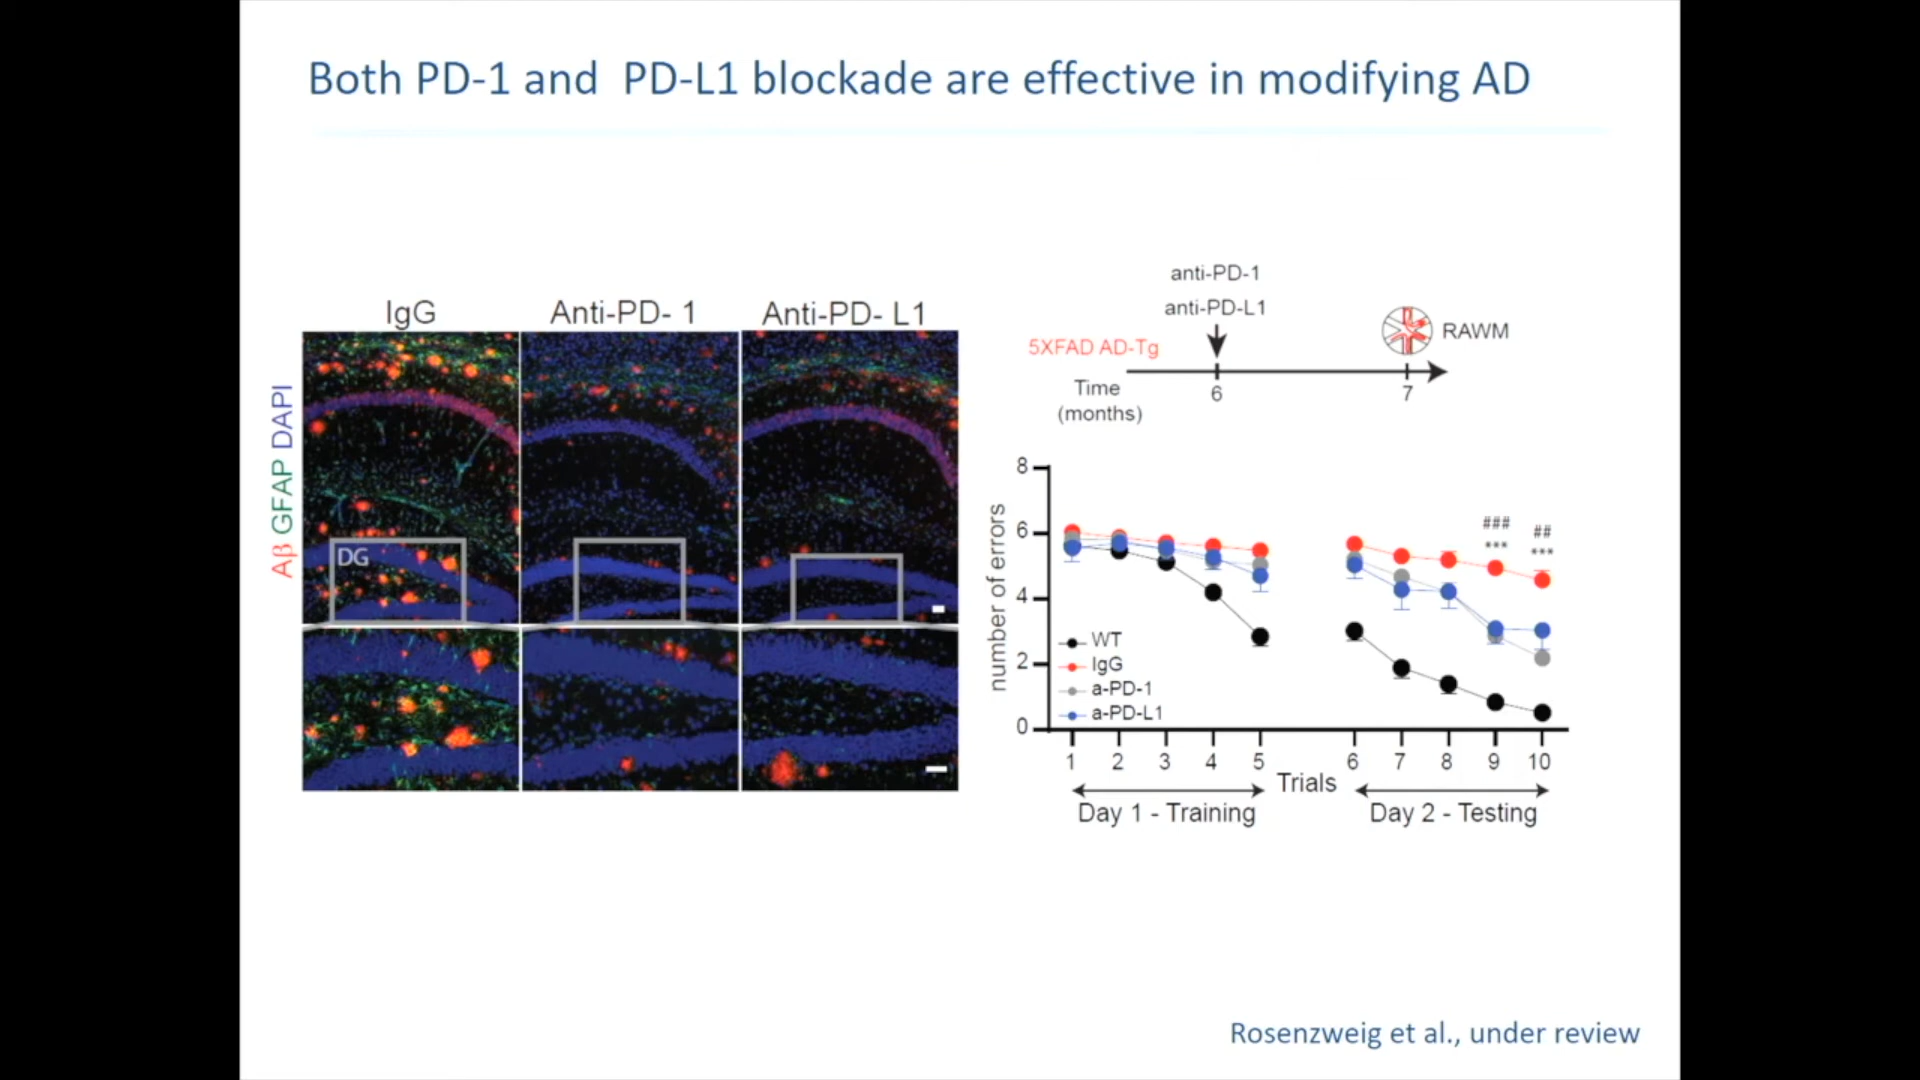 Both PD-1 and  PD-L1 blockade are effective in modifying AD
IgG
Anti-PD- 1
Anti-PD- L1
Aβ GFAP DAPI
DG
anti-PD-1
anti-PD-L1
5XFAD AD-Tg
RAWM
Time
(months)
6
7
number of errors
8
6
4
2
0
###
***
##
***
WT
IgG
a-PD-1
a-PD-L1
1 2 3 4 5 6 7 8 9 10
Trials
Day 1 - Training
Day 2 - Testing
Rosenzweig et al., under review